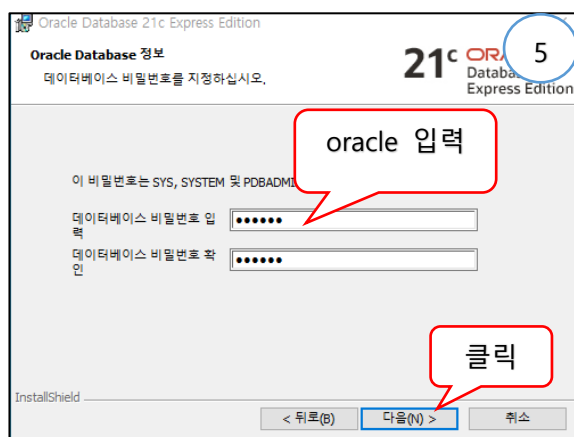 Oracle Database 21c Express Edition
Oracle Database 정보
데이터베이스 비밀번호를 지정하십시오.
21c
Express Edition
5
oracle 입력
이 비밀번호는 SYS, SYSTEM 및
데이터베이스 비밀번호 입
력
••••••
데이터베이스 비밀번호 확
인
••••••
클릭
InstallShield
< 뒤로(B)
다음(N) >
취소